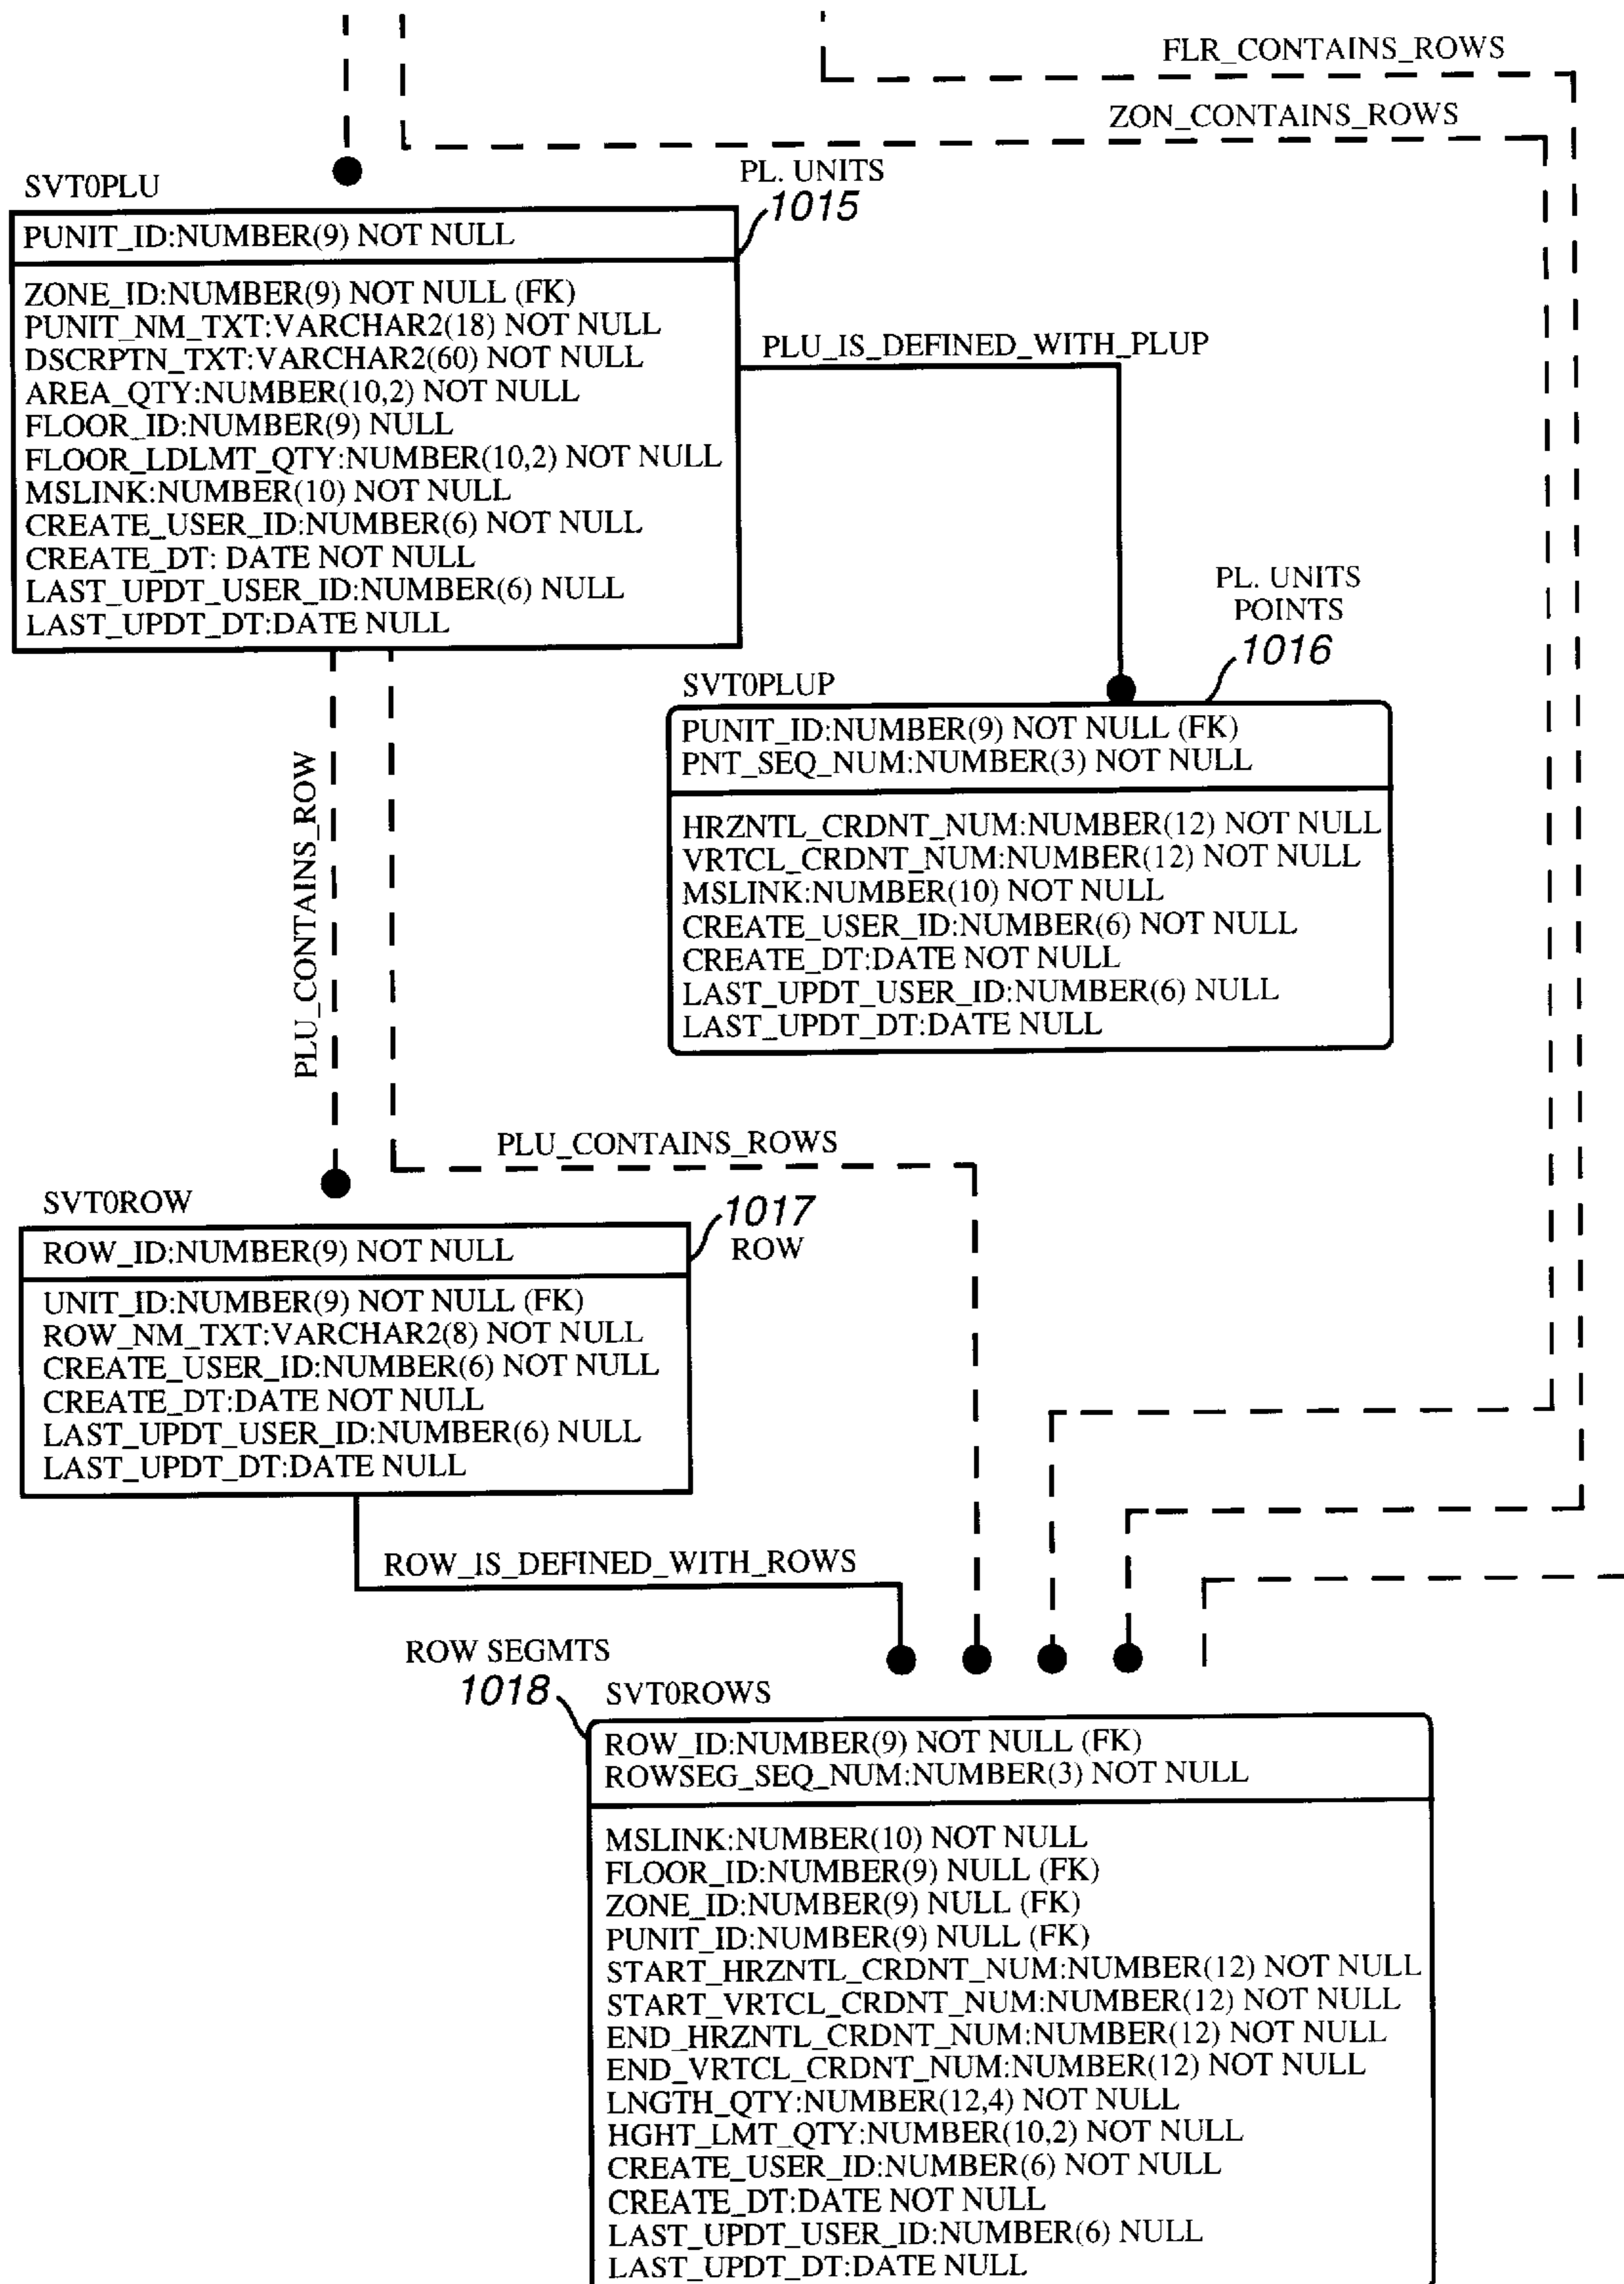 FLR_CONTAINS_ROWS
ZON_CONTAINS_ROWS
SVT0PLU
PL. UNITS
1015
PUNIT_ID:NUMBER(9) NOT NULL
ZONE_ID:NUMBER(9) NOT NULL (FK)
PUNIT_NM_TXT:VARCHAR2(18) NOT NULL
DSCRPTN_TXT:VARCHAR2(60) NOT NULL
AREA_QTY:NUMBER(10,2) NOT NULL
FLOOR_ID:NUMBER(9) NULL
FLOOR_LDLMT_QTY:NUMBER(10,2) NOT NULL
MSLINK:NUMBER(10) NOT NULL
CREATE_USER_ID:NUMBER(6) NOT NULL
CREATE_DT: DATE NOT NULL
LAST_UPDT_USER_ID:NUMBER(6) NULL
LAST_UPDT_DT:DATE NULL
PLU_IS_DEFINED_WITH_PLUP
PL. UNITS
POINTS
1016
SVT0PLUP
PUNIT_ID:NUMBER(9) NOT NULL (FK)
PNT_SEQ_NUM:NUMBER(3) NOT NULL
HRZNTL_CRDNT_NUM:NUMBER(12) NOT NULL
VRTCL_CRDNT_NUM:NUMBER(12) NOT NULL
MSLINK:NUMBER(10) NOT NULL
CREATE_USER_ID:NUMBER(6) NOT NULL
CREATE_DT:DATE NOT NULL
LAST_UPDT_USER_ID:NUMBER(6) NULL
LAST_UPDT_DT:DATE NULL
PLU_CONTAINS_ROW
PLU_CONTAINS_ROWS
SVT0ROW
1017
ROW
ROW_ID:NUMBER(9) NOT NULL
UNIT_ID:NUMBER(9) NOT NULL (FK)
ROW_NM_TXT:VARCHAR2(8) NOT NULL
CREATE_USER_ID:NUMBER(6) NOT NULL
CREATE_DT:DATE NOT NULL
LAST_UPDT_USER_ID:NUMBER(6) NULL
LAST_UPDT_DT:DATE NULL
ROW_IS_DEFINED_WITH_ROWS
ROW SEGMTS
1018
SVT0ROWS
ROW_ID:NUMBER(9) NOT NULL (FK)
ROWSEG_SEQ_NUM:NUMBER(3) NOT NULL
MSLINK:NUMBER(10) NOT NULL
FLOOR_ID:NUMBER(9) NULL (FK)
ZONE_ID:NUMBER(9) NULL (FK)
PUNIT_ID:NUMBER(9) NULL (FK)
START_HRZNTL_CRDNT_NUM:NUMBER(12) NOT NULL
START_VRTCL_CRDNT_NUM:NUMBER(12) NOT NULL
END_HRZNTL_CRDNT_NUM:NUMBER(12) NOT NULL
END_VRTCL_CRDNT_NUM:NUMBER(12) NOT NULL
LNGTH_QTY:NUMBER(12,4) NOT NULL
HGHT_LMT_QTY:NUMBER(10,2) NOT NULL
CREATE_USER_ID:NUMBER(6) NOT NULL
CREATE_DT:DATE NOT NULL
LAST_UPDT_USER_ID:NUMBER(6) NULL
LAST_UPDT_DT:DATE NULL